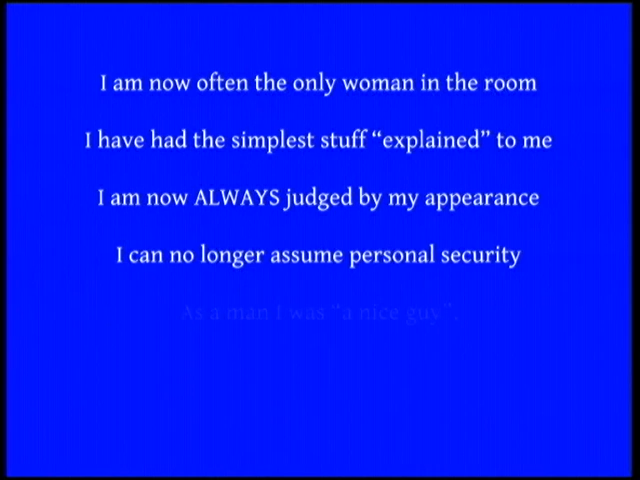 I am now often the only woman in the room
I have had the simplest stuff “explained” to me
I am now ALWAYS judged by my appearance
I can no longer assume personal security
As a man I was “a nice guy”.